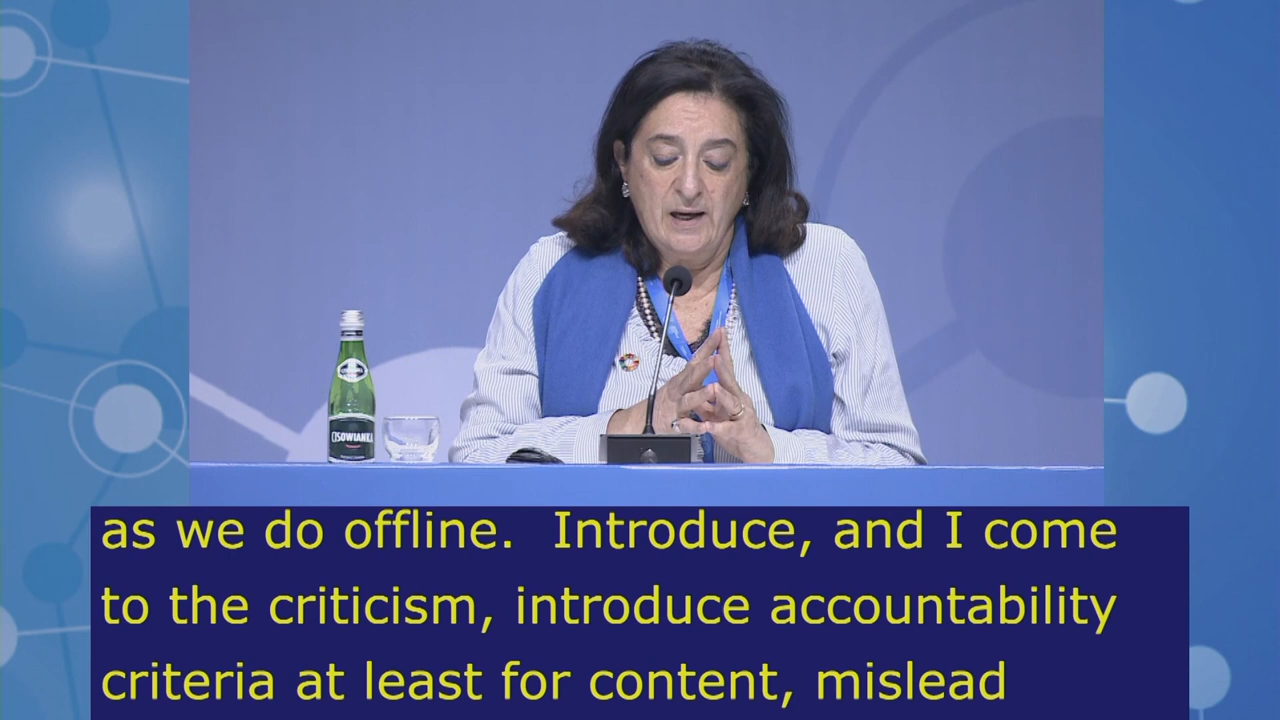 CISOWIANKA
as we do offline.  Introduce, and I come
to the criticism, introduce accountability
criteria at least for content, mislead